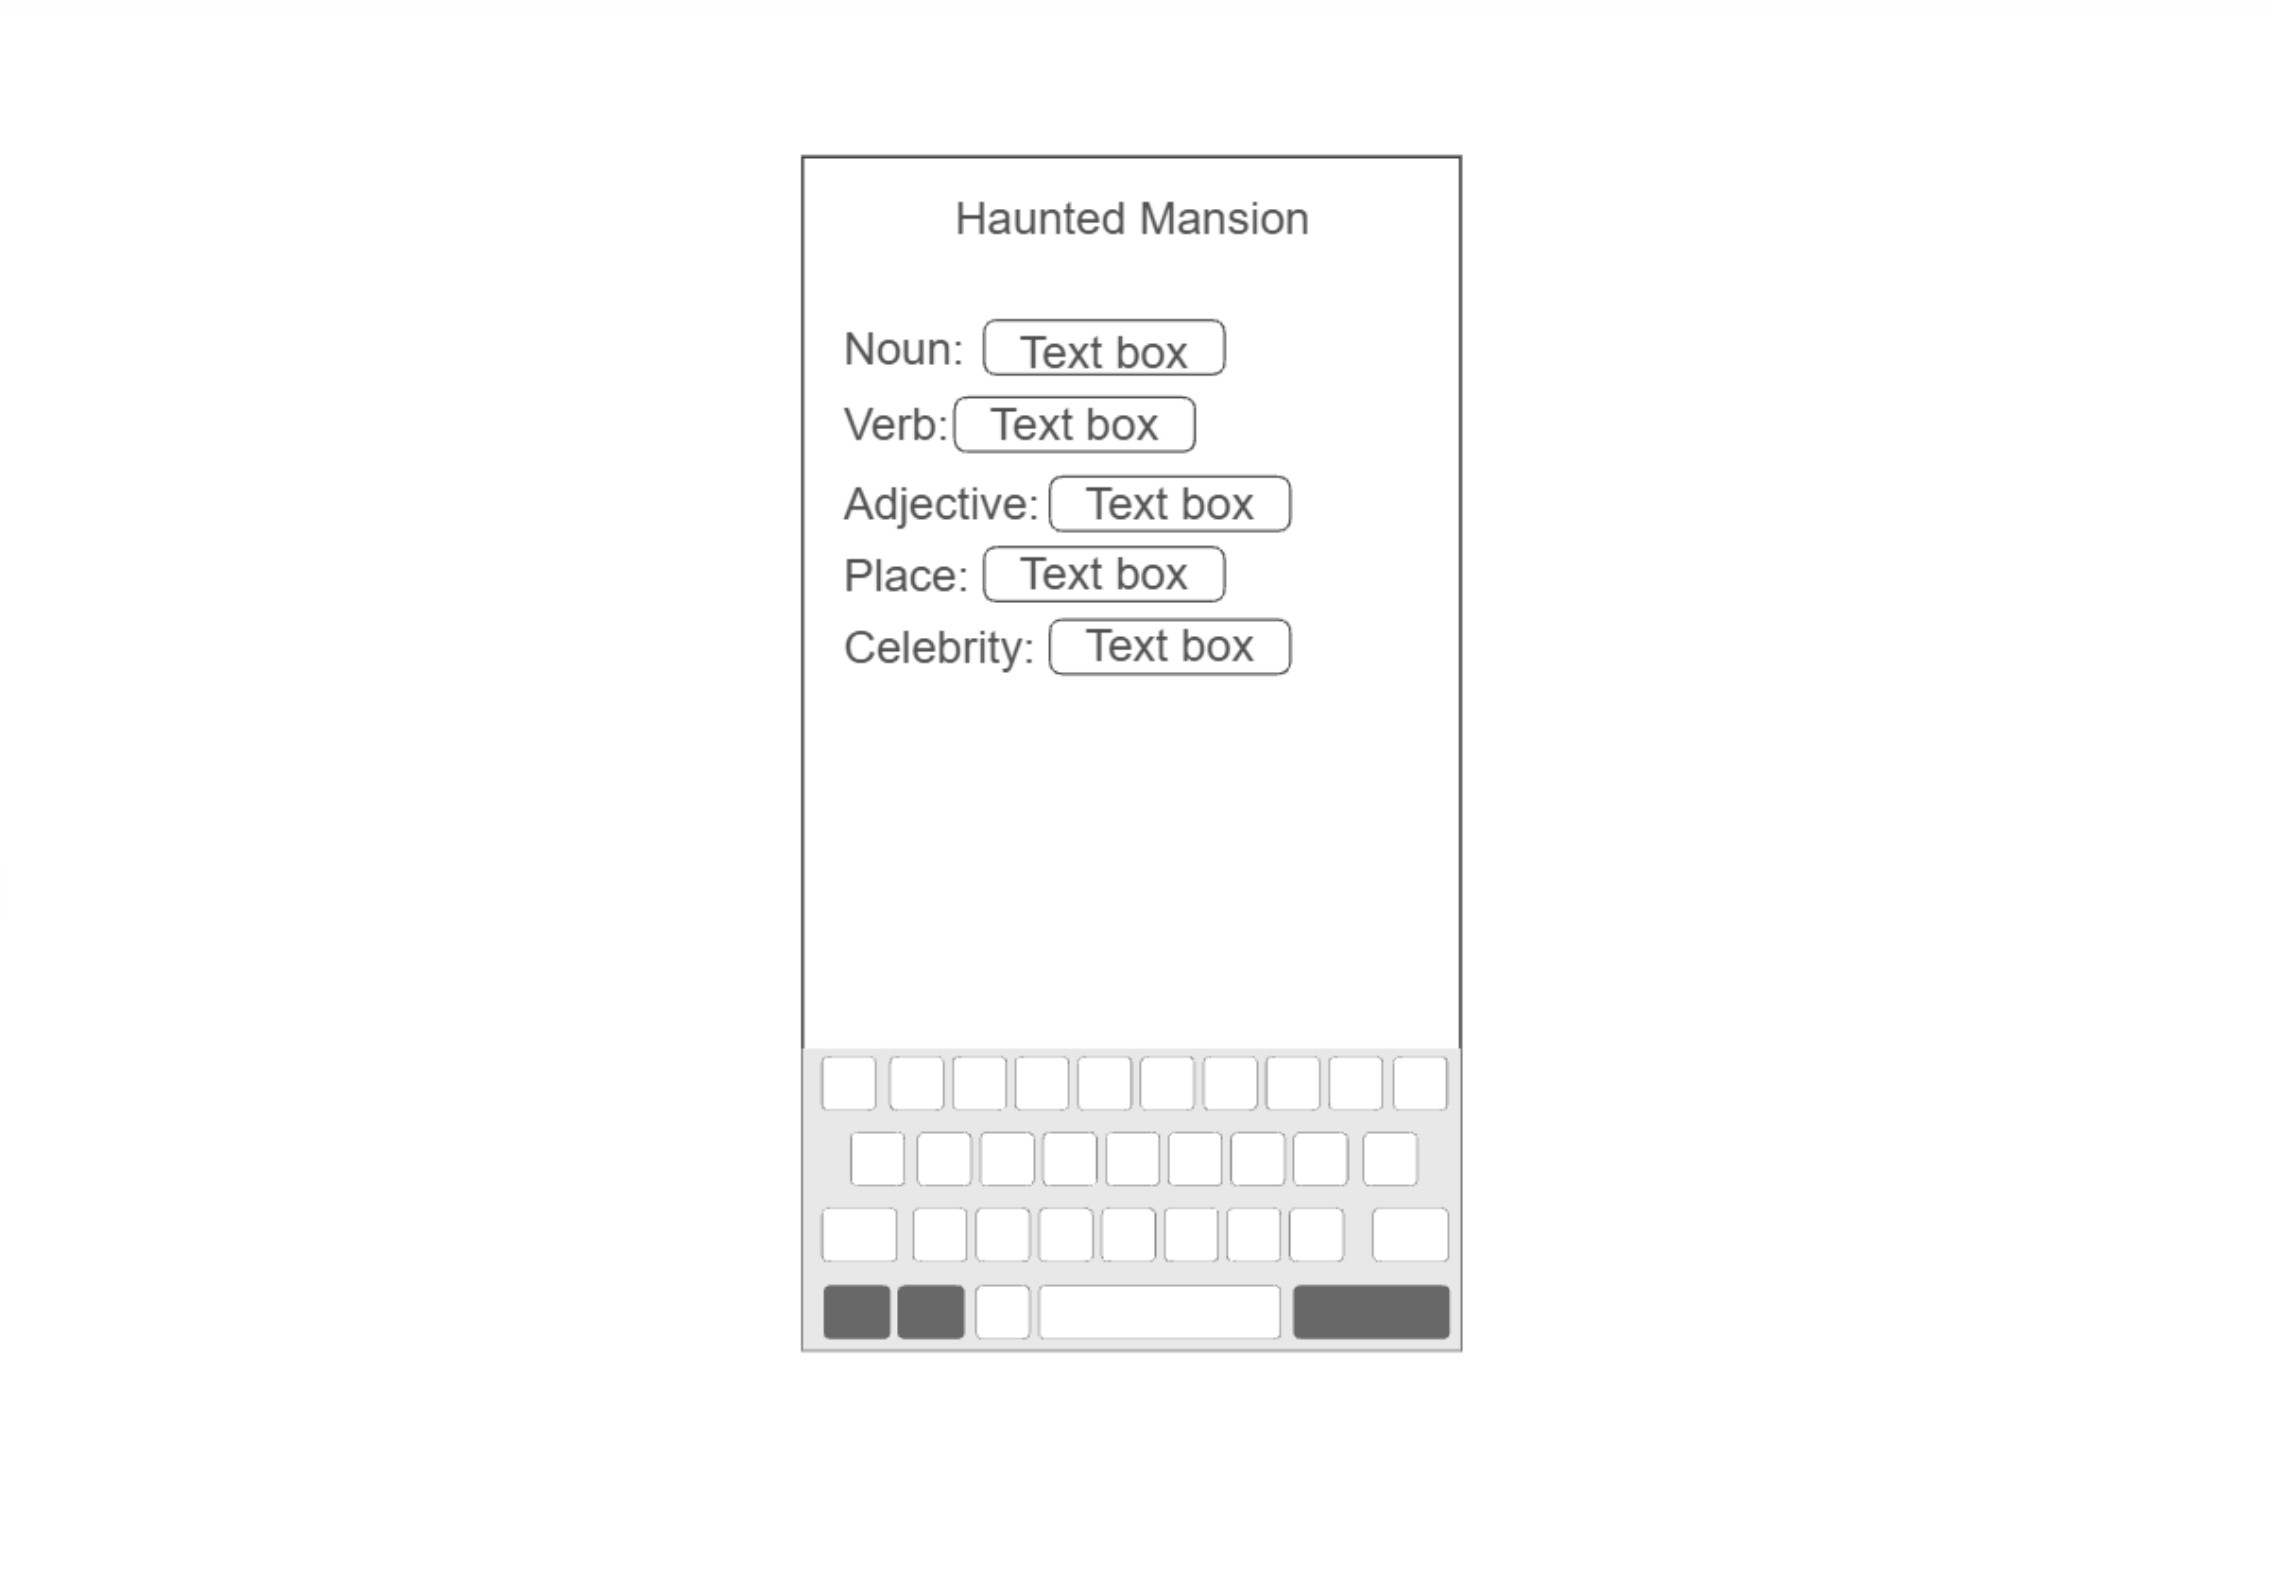 Haunted Mansion
Noun: Text box
Verb: Text box
Adjective: Text box
Place: Text box
Celebrity: Text box